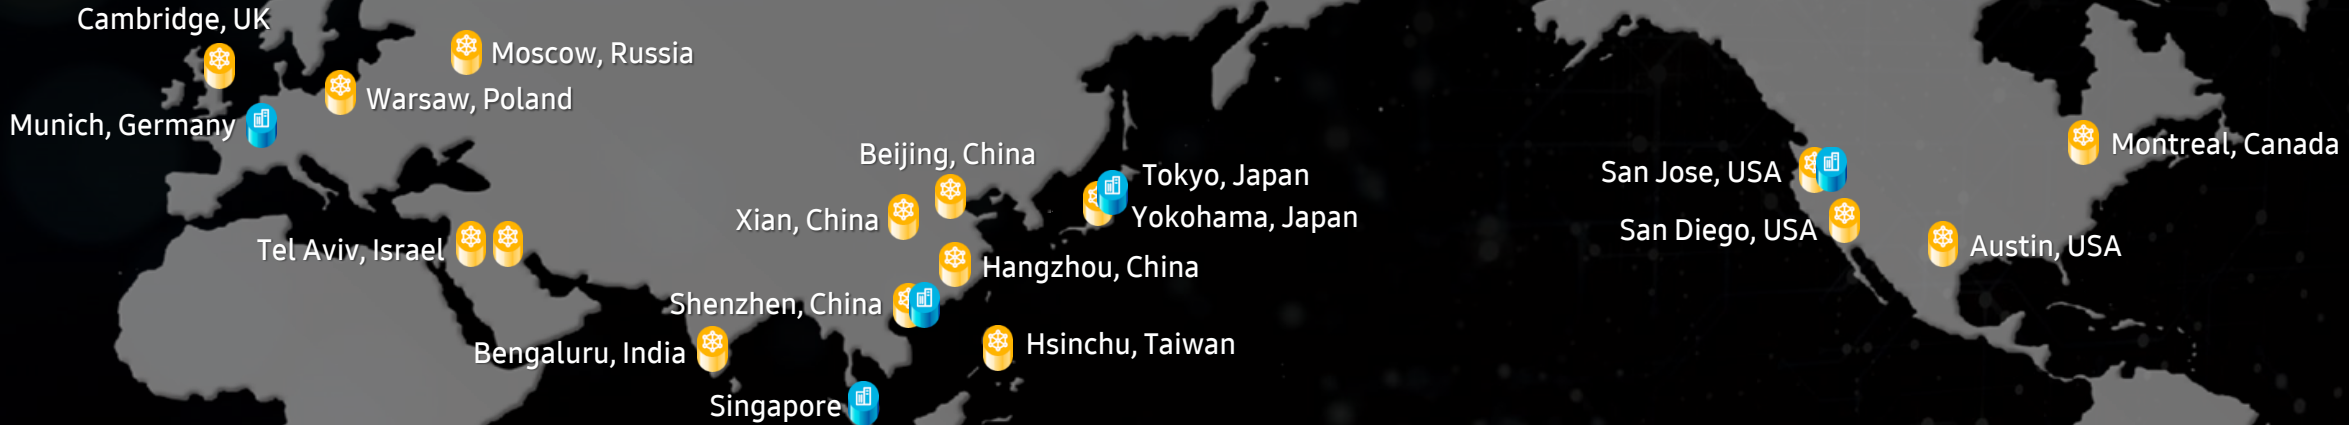 Cambridge, UK
Moscow, Russia
Warsaw, Poland
Munich, Germany
Beijing, China
Tokyo, Japan
Montreal, Canada
San Jose, USA
Xian, China
Yokohama, Japan
San Diego, USA
Tel Aviv, Israel
Austin, USA
Hangzhou, China
Shenzhen, China
Hsinchu, Taiwan
Bengaluru, India
Singapore